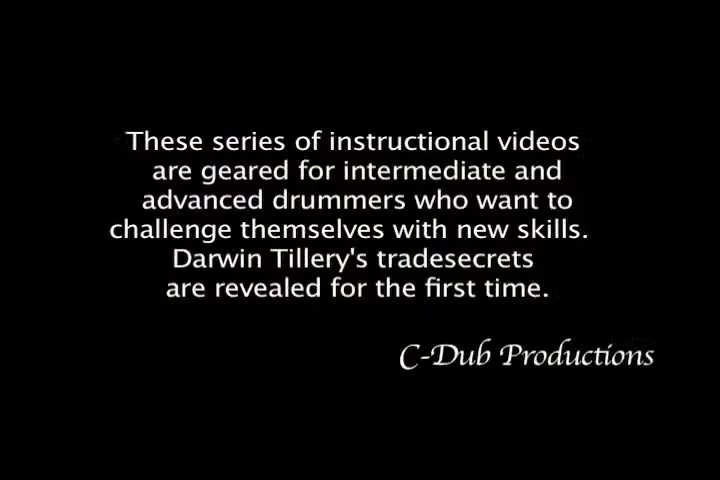 These series of instructional videos
are geared for intermediate and
advanced drummers who want to
challenge themselves with new skills.
Darwin Tillery's tradesecrets
are revealed for the first time.
C-Dub Productions